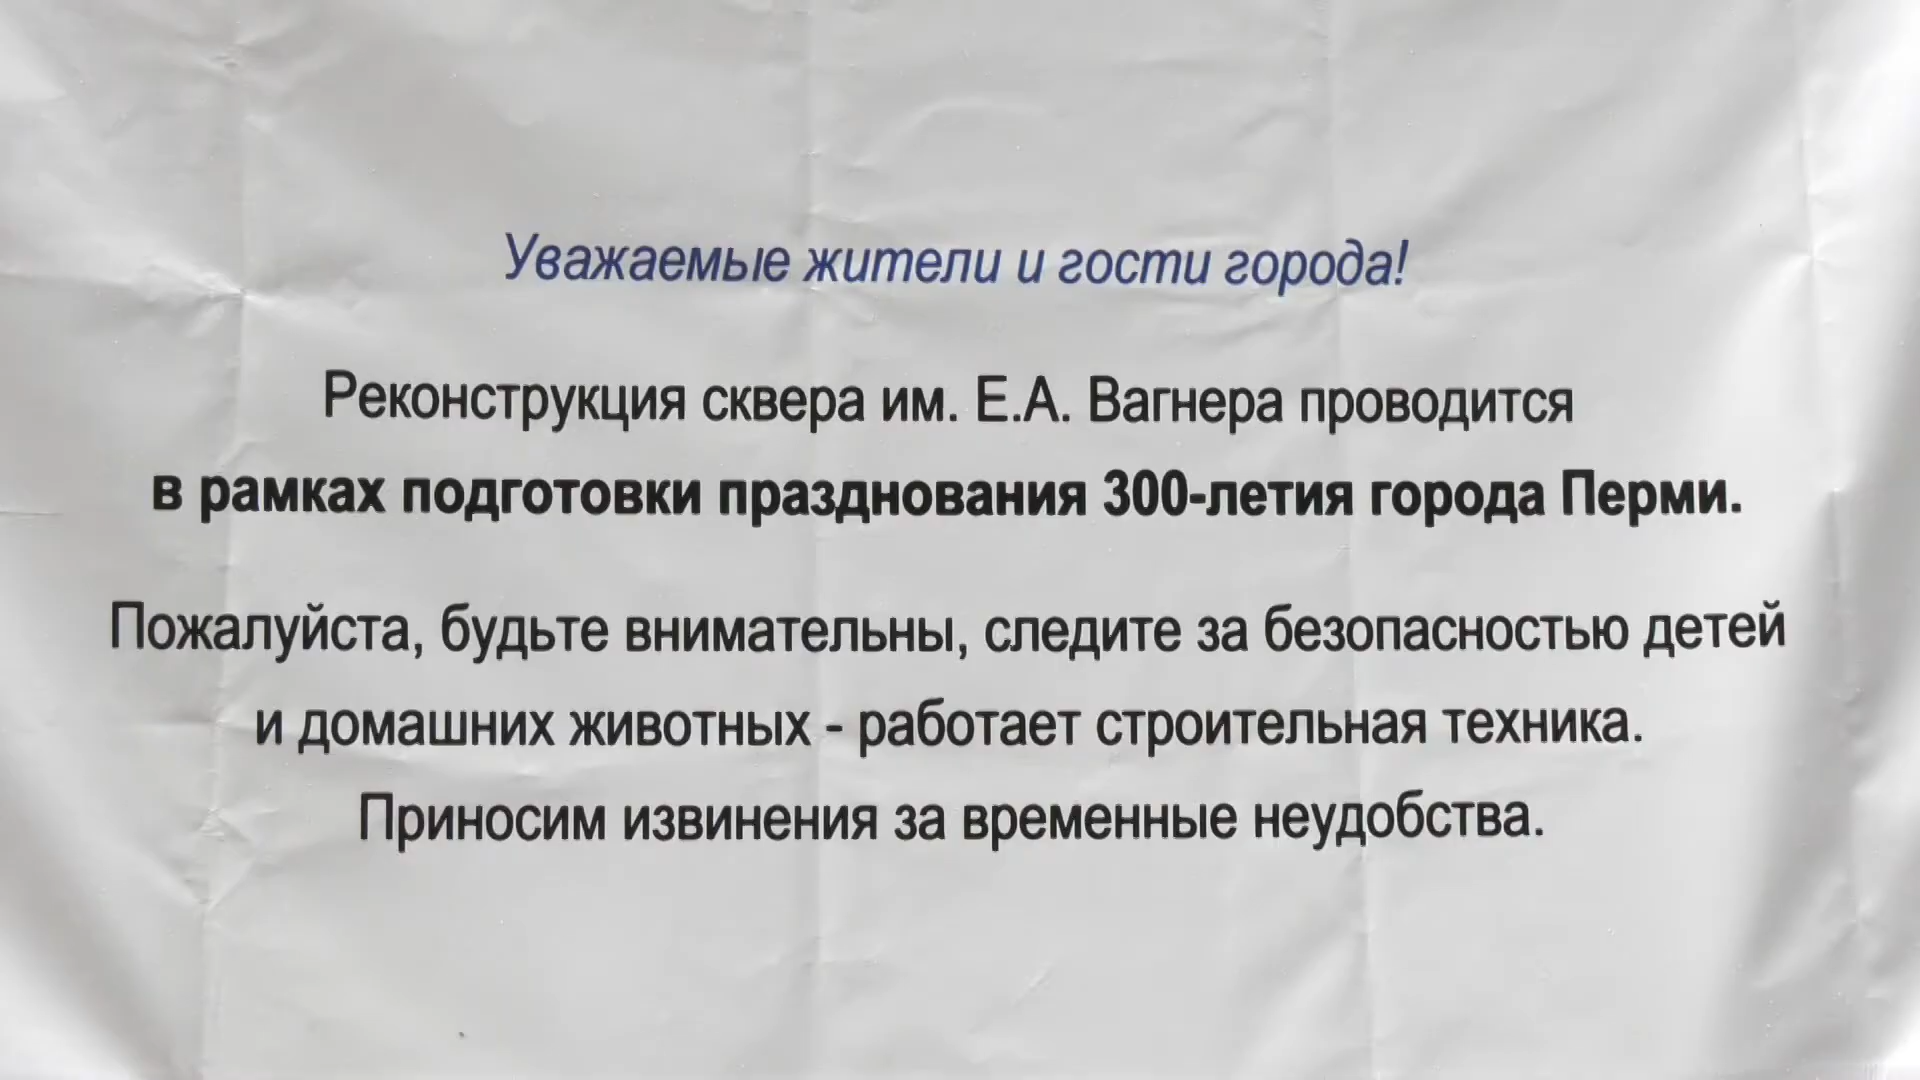 Уважаемые жители и гости города!
Реконструкция сквера им. Е.А. Вагнера проводится
в рамках подготовки празднования 300-летия города Перми.
Пожалуйста, будьте внимательны, следите за безопасностью детей
и домашних животных - работает строительная техника.
Приносим извинения за временные неудобства.